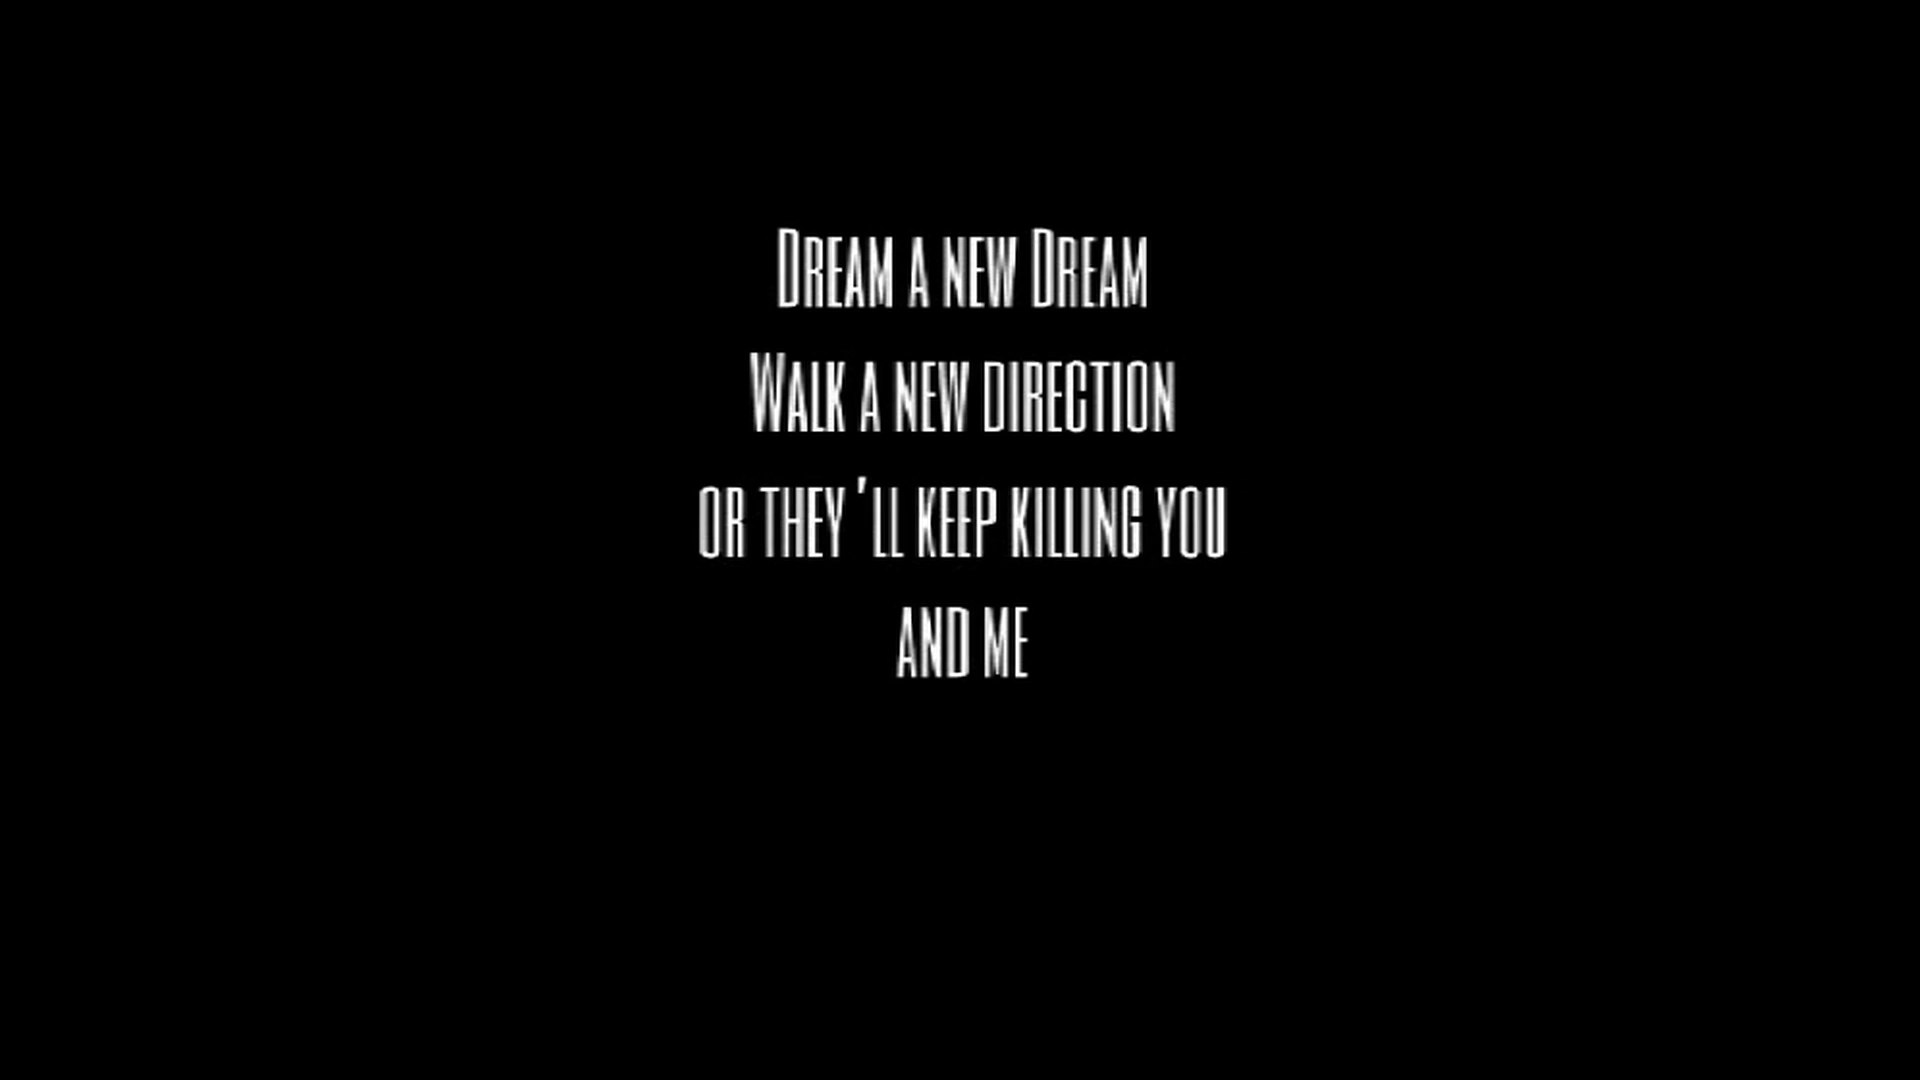 Dream a new Dream
Walk a new direction
or they'll keep killing you
and me